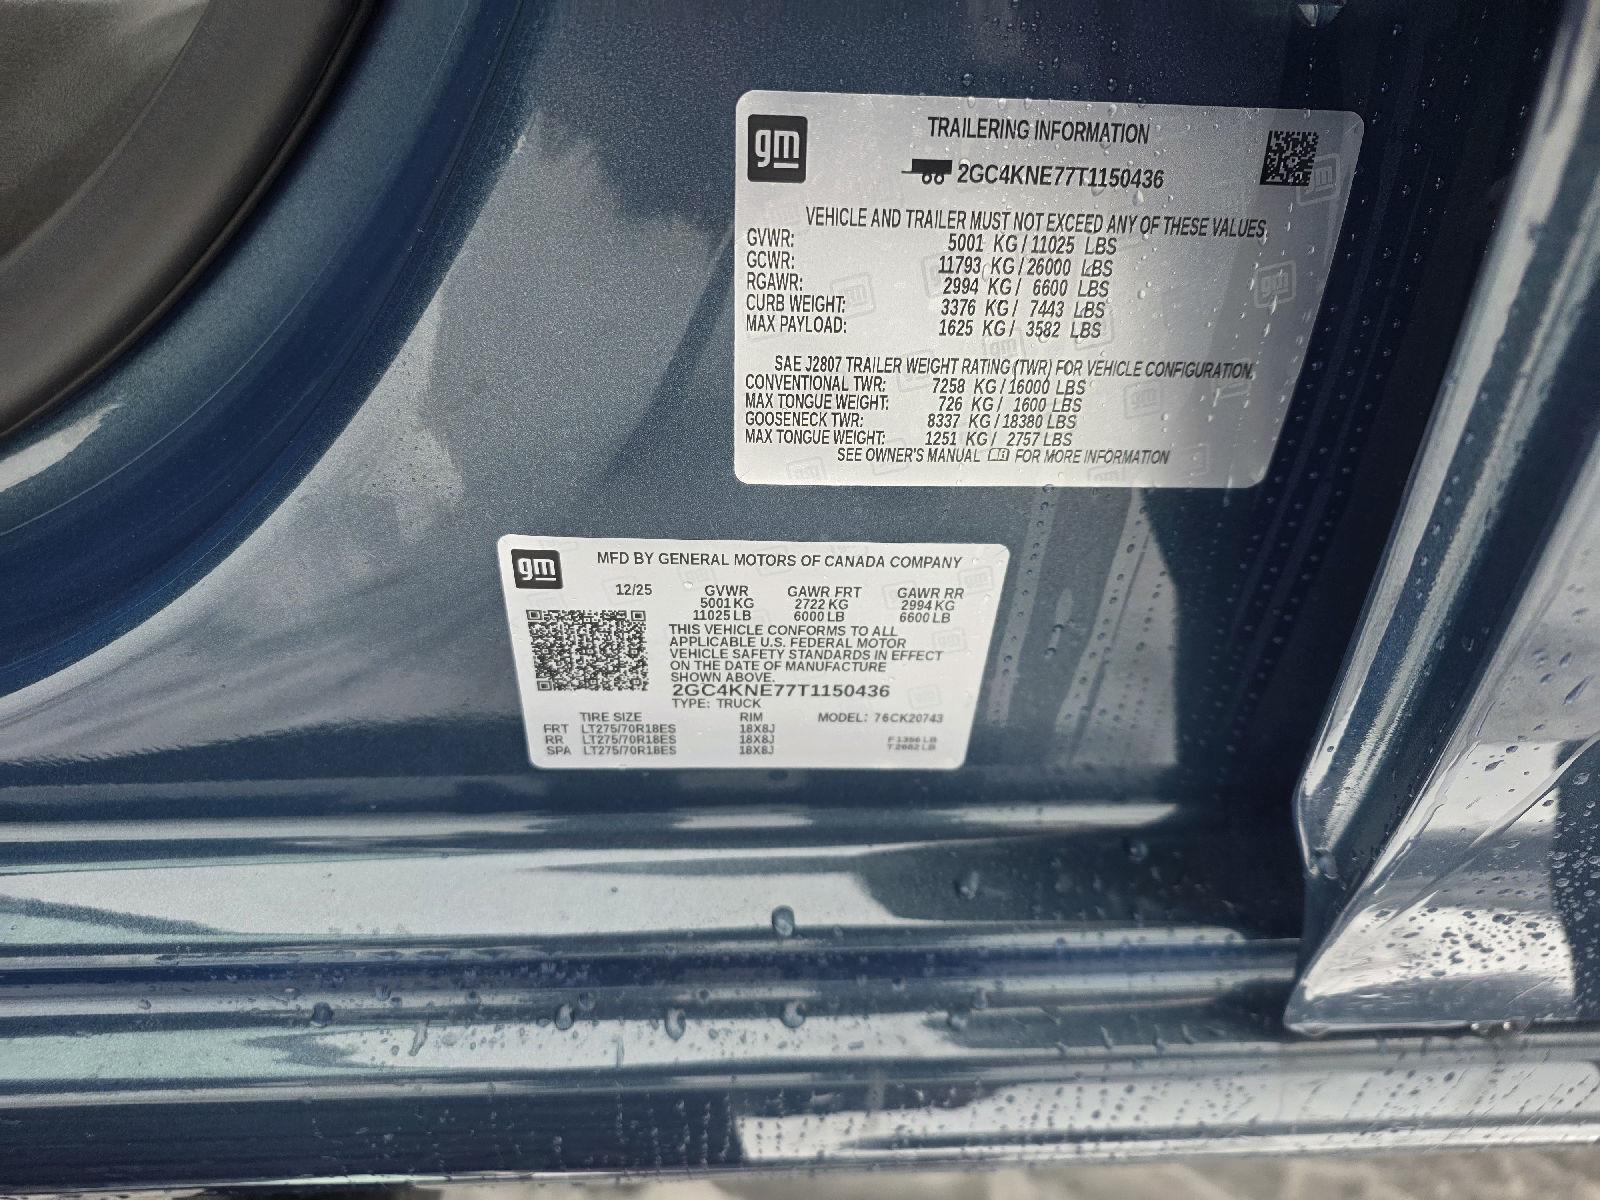 gm
TRAILERING INFORMATION
2GC4KNE77T1150436
VEHICLE AND TRAILER MUST NOT EXCEED ANY OF THESE VALUES.
GVWR: 5001 KG / 11025 LBS
GCWR: 11793 KG / 26000 LBS
RGAWR: 2994 KG / 6600 LBS
CURB WEIGHT: 3376 KG / 7443 LBS
MAX PAYLOAD: 1625 KG / 3582 LBS
SAE J2807 TRAILER WEIGHT RATING (TWR) FOR VEHICLE CONFIGURATION.
CONVENTIONAL TWR: 7258 KG / 16000 LBS
MAX TONGUE WEIGHT: 726 KG / 1600 LBS
GOOSENECK TWR: 8337 KG / 18380 LBS
MAX TONGUE WEIGHT: 1251 KG / 2757 LBS
SEE OWNER'S MANUAL FOR MORE INFORMATION
gm
MFD BY GENERAL MOTORS OF CANADA COMPANY
12/25 GVWR GAWR FRT GAWR RR
5001 KG 2722 KG 2994 KG
11025 LB 6000 LB 6600 LB
THIS VEHICLE CONFORMS TO ALL
APPLICABLE U.S. FEDERAL MOTOR
VEHICLE SAFETY STANDARDS IN EFFECT
ON THE DATE OF MANUFACTURE
SHOWN ABOVE.
2GC4KNE77T1150436
TYPE: TRUCK
TIRE SIZE RIM MODEL: 76CK20743
FRT LT275/70R18ES 18X8J
RR LT275/70R18ES 18X8J
SPA LT275/70R18ES 18X8J